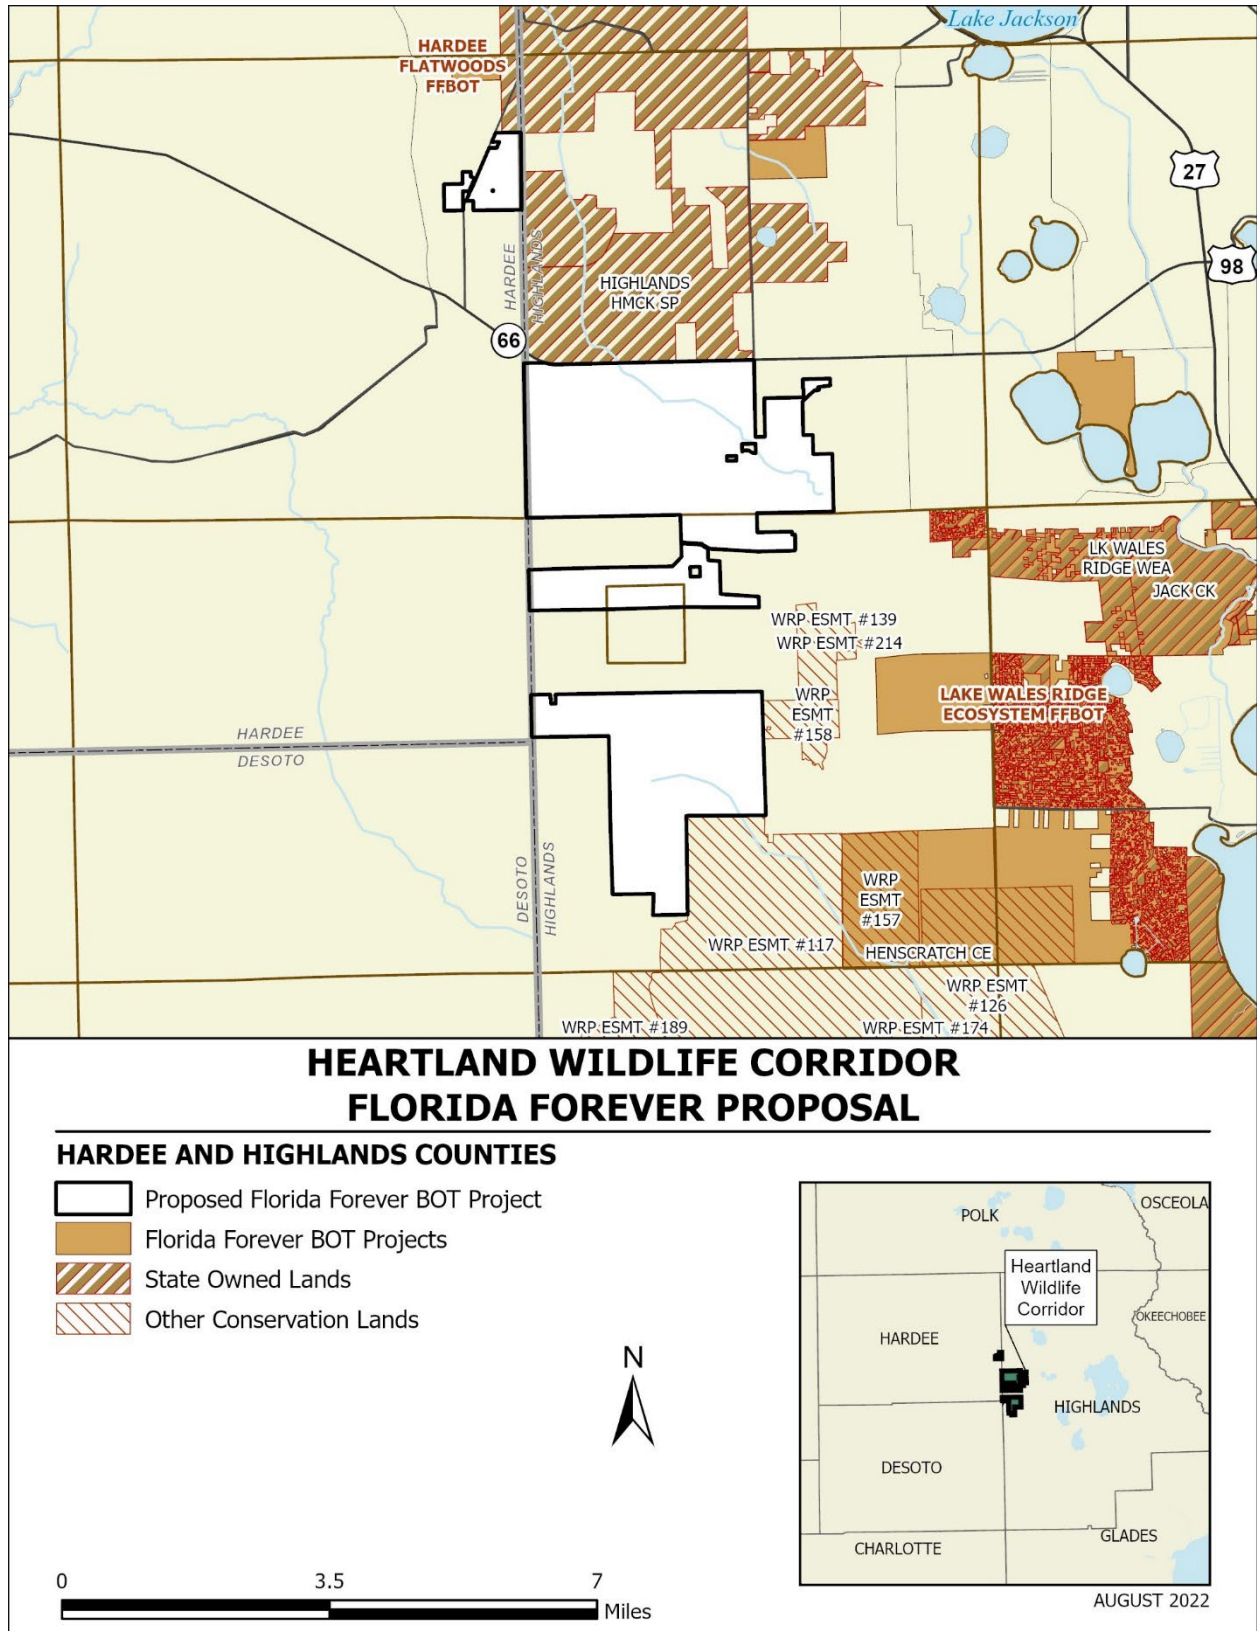 Lake Jackson
HARDEE
FLATWOODS
FFBOT
27
98
HARDEE
HIGHLANDS
HIGHLANDS
HMCK SP
66
LK WALES
RIDGE WEA
JACK CK
WRP ESMT #139
WRP ESMT #214
WRP
ESMT
#158
LAKE WALES RIDGE
ECOSYSTEM FFBOT
HARDEE
DESOTO
DESOTO
HIGHLANDS
WRP
ESMT
#157
WRP ESMT #117
HENSCRATCH CE
WRP ESMT
#126
WRP ESMT #189
WRP ESMT #174
HEARTLAND WILDLIFE CORRIDOR
FLORIDA FOREVER PROPOSAL
HARDEE AND HIGHLANDS COUNTIES
Proposed Florida Forever BOT Project
Florida Forever BOT Projects
State Owned Lands
Other Conservation Lands
N
0
3.5
7
Miles
OSCEOLA
POLK
Heartland
Wildlife
Corridor
OKEECHOBEE
HARDEE
HIGHLANDS
DESOTO
GLADES
CHARLOTTE
AUGUST 2022